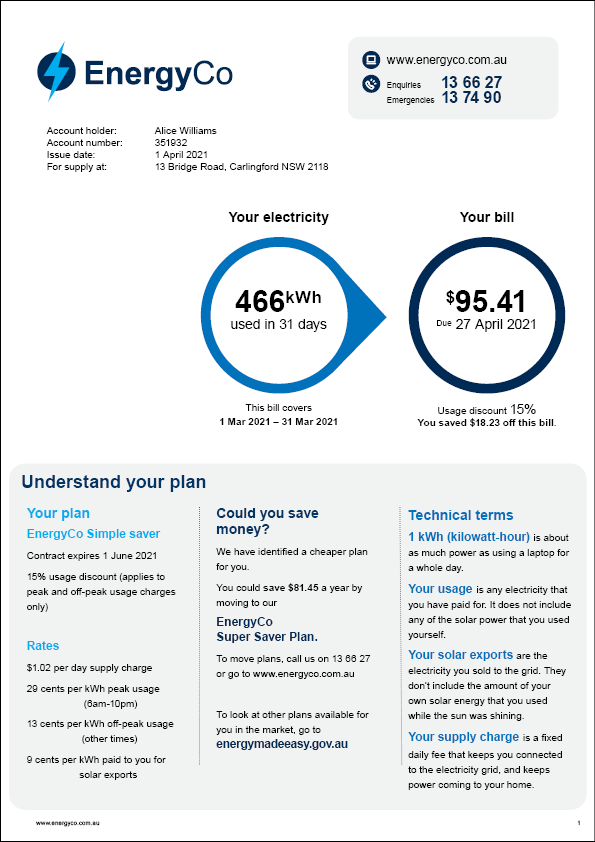 EnergyCo
www.energyco.com.au
Enquiries 13 66 27
Emergencies 13 74 90
Account holder: Alice Williams
Account number: 351932
Issue date: 1 April 2021
For supply at: 13 Bridge Road, Carlingford NSW 2118
Your electricity
466kWh
used in 31 days
This bill covers
1 Mar 2021 – 31 Mar 2021
Your bill
$95.41
Due 27 April 2021
Usage discount 15%
You saved $18.23 off this bill.
Understand your plan
Your plan
EnergyCo Simple saver
Contract expires 1 June 2021
15% usage discount (applies to
peak and off-peak usage charges
only)
Rates
$1.02 per day supply charge
29 cents per kWh peak usage
(6am-10pm)
13 cents per kWh off-peak usage
(other times)
9 cents per kWh paid to you for
solar exports
Could you save
money?
We have identified a cheaper plan
for you.
You could save $81.45 a year by
moving to our
EnergyCo
Super Saver Plan.
To move plans, call us on 13 66 27
or go to www.energyco.com.au
To look at other plans available for
you in the market, go to
energymadeeasy.gov.au
Technical terms
1 kWh (kilowatt-hour) is about
as much power as using a laptop for
a whole day.
Your usage is any electricity that
you have paid for. It does not include
any of the solar power that you used
yourself.
Your solar exports are the
electricity you sold to the grid. They
don't include the amount of your
own solar energy that you used
while the sun was shining.
Your supply charge is a fixed
daily fee that keeps you connected
to the electricity grid, and keeps
power coming to your home.
www.energyco.com.au
1